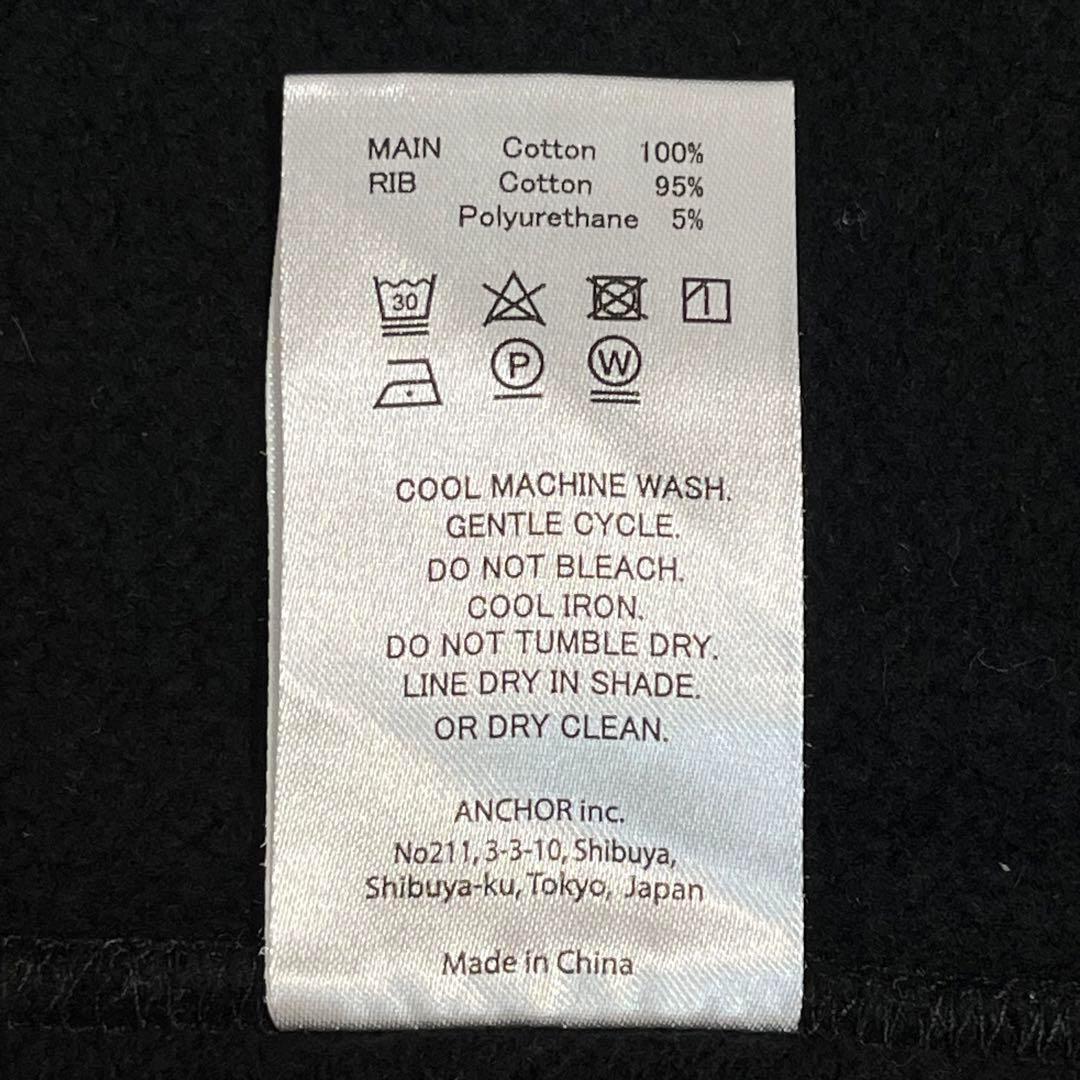 MAIN Cotton 100%
RIB Cotton 95%
Polyurethane 5%
30
P W
COOL MACHINE WASH.
GENTLE CYCLE.
DO NOT BLEACH.
COOL IRON.
DO NOT TUMBLE DRY.
LINE DRY IN SHADE.
OR DRY CLEAN.
ANCHOR inc.
No211, 3-3-10, Shibuya,
Shibuya-ku, Tokyo, Japan
Made in China